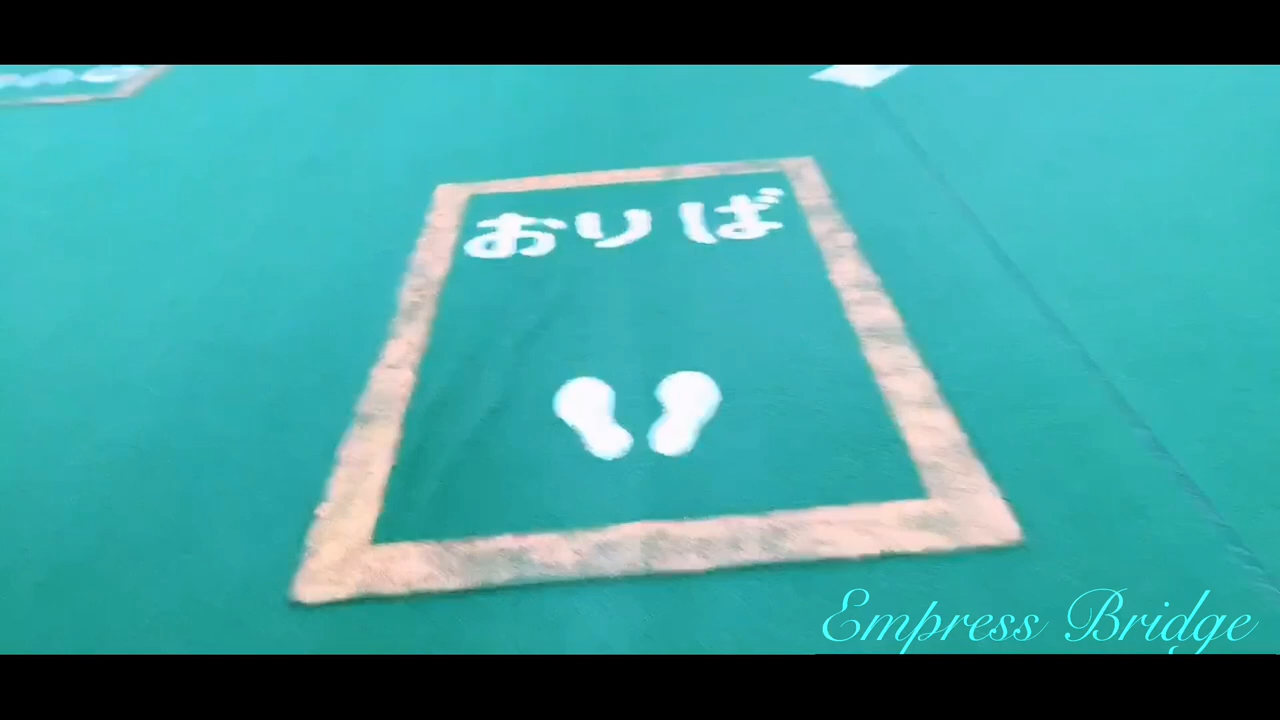 おりば
Empress Bridge